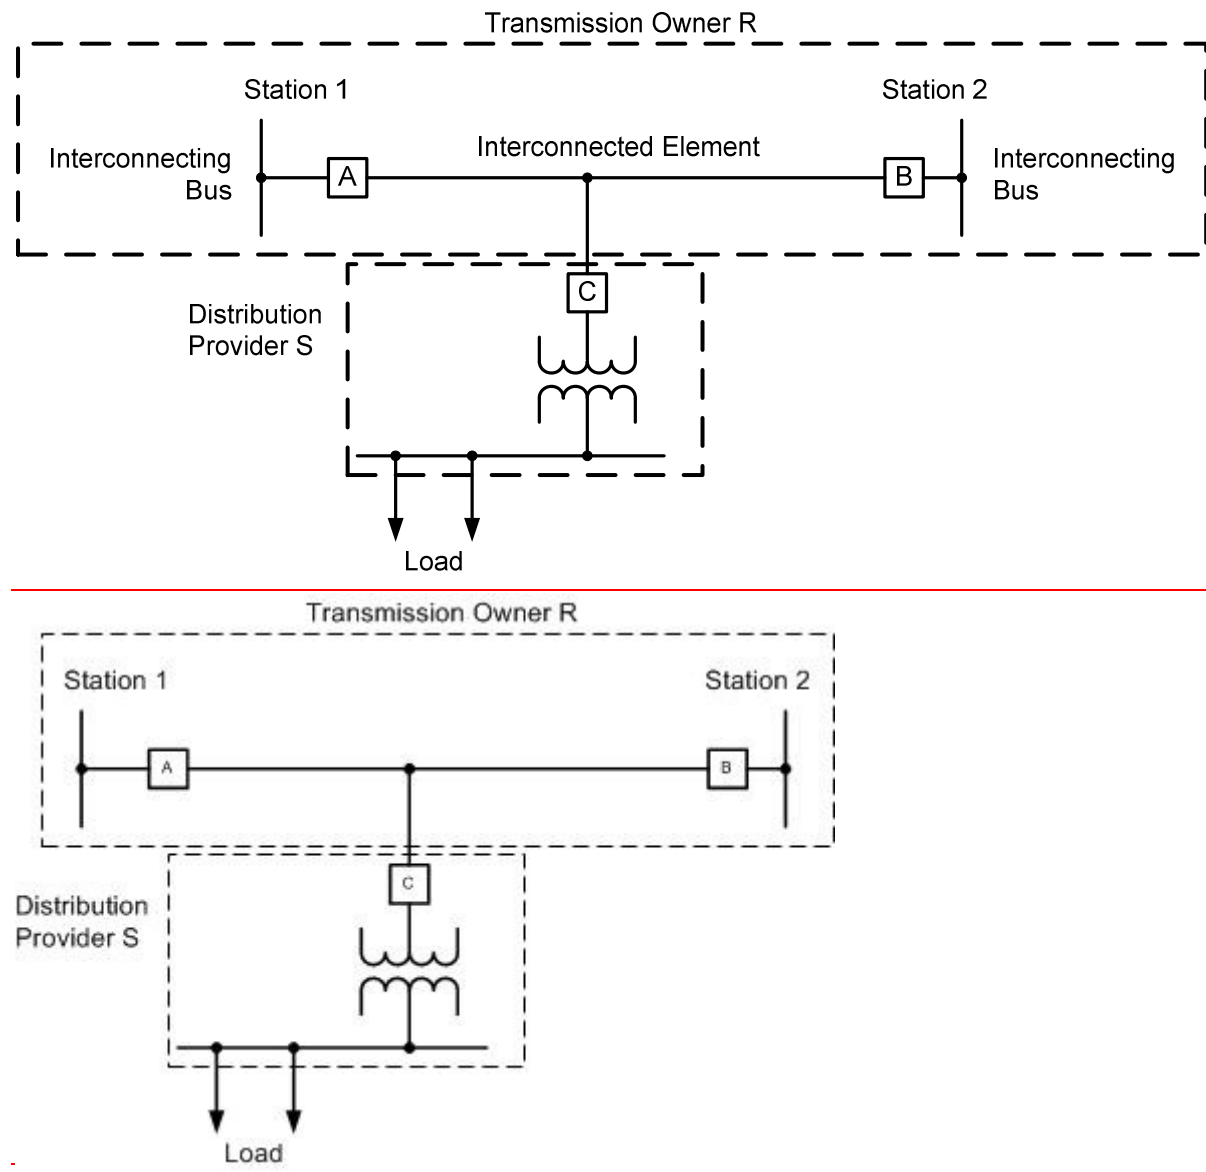 Transmission Owner R
Station 1
Station 2
Interconnecting
Bus
A
Interconnected Element
B
Interconnecting
Bus
C
Distribution
Provider S
Load
Transmission Owner R
Station 1
Station 2
A
B
C
Distribution
Provider S
Load